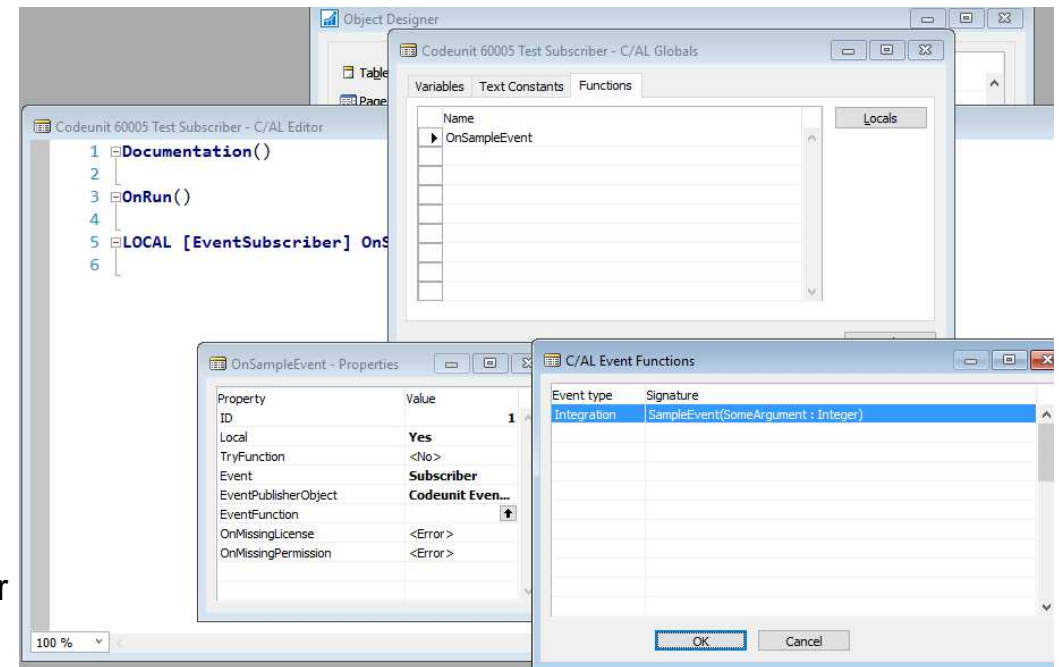 Object Designer
Table
Page
Codeunit 60005 Test Subscriber - C/AL Globals
Variables Text Constants Functions
Name
OnSampleEvent
Locals
Codeunit 60005 Test Subscriber - C/AL Editor
1 Documentation()
2
3 OnRun()
4
5 LOCAL [EventSubscriber] OnS
6
OnSampleEvent - Properties
Property Value
ID 1
Local Yes
TryFunction <No>
Event Subscriber
EventPublisherObject Codeunit Even...
EventFunction
OnMissingLicense <Error>
OnMissingPermission <Error>
C/AL Event Functions
Event type Signature
Integration SampleEvent(SomeArgument : Integer)
OK Cancel
r
100 %